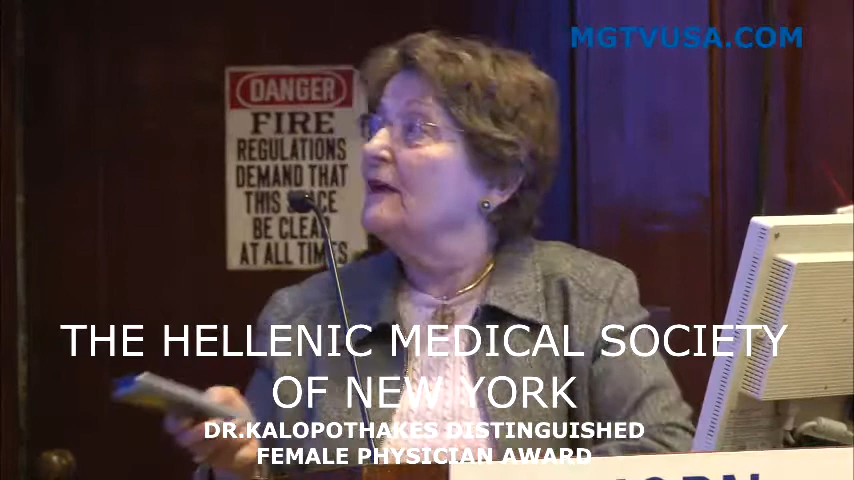 MGTVUSA.COM
DANGER
FIRE
REGULATIONS
DEMAND THAT
THIS
BE CLEAR
AT ALL TIMES
THE HELLENIC MEDICAL SOCIETY
OF NEW YORK
DR.KALOPOTHAKES DISTINGUISHED
FEMALE PHYSICIAN AWARD